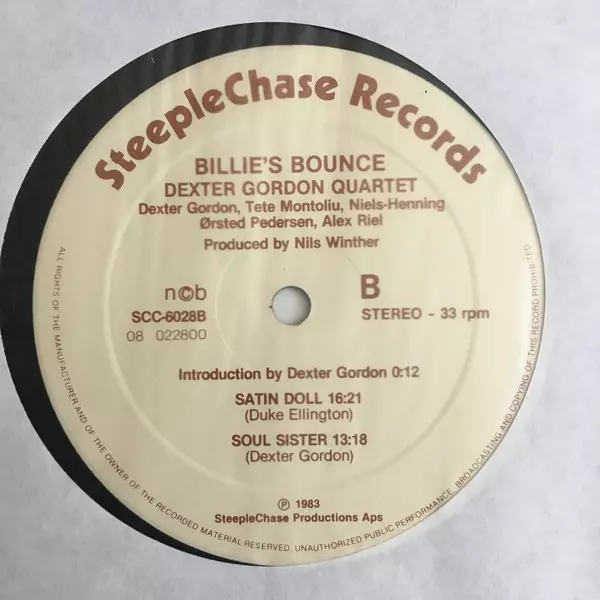 SteepleChase Records
BILLIE'S BOUNCE
DEXTER GORDON QUARTET
Dexter Gordon, Tete Montoliu, Niels-Henning
Ørsted Pedersen, Alex Riel
Produced by Nils Winther
n©b
B
SCC-6028B
STEREO - 33 rpm
08 022800
Introduction by Dexter Gordon 0:12
SATIN DOLL 16:21
(Duke Ellington)
SOUL SISTER 13:18
(Dexter Gordon)
℗ 1983
SteepleChase Productions Aps
ALL RIGHTS OF THE MANUFACTURER AND OF THE OWNER OF THE RECORDED MATERIAL RESERVED. UNAUTHORIZED PUBLIC PERFORMANCE, BROADCASTING AND COPYING OF THIS RECORD PROHIBITED